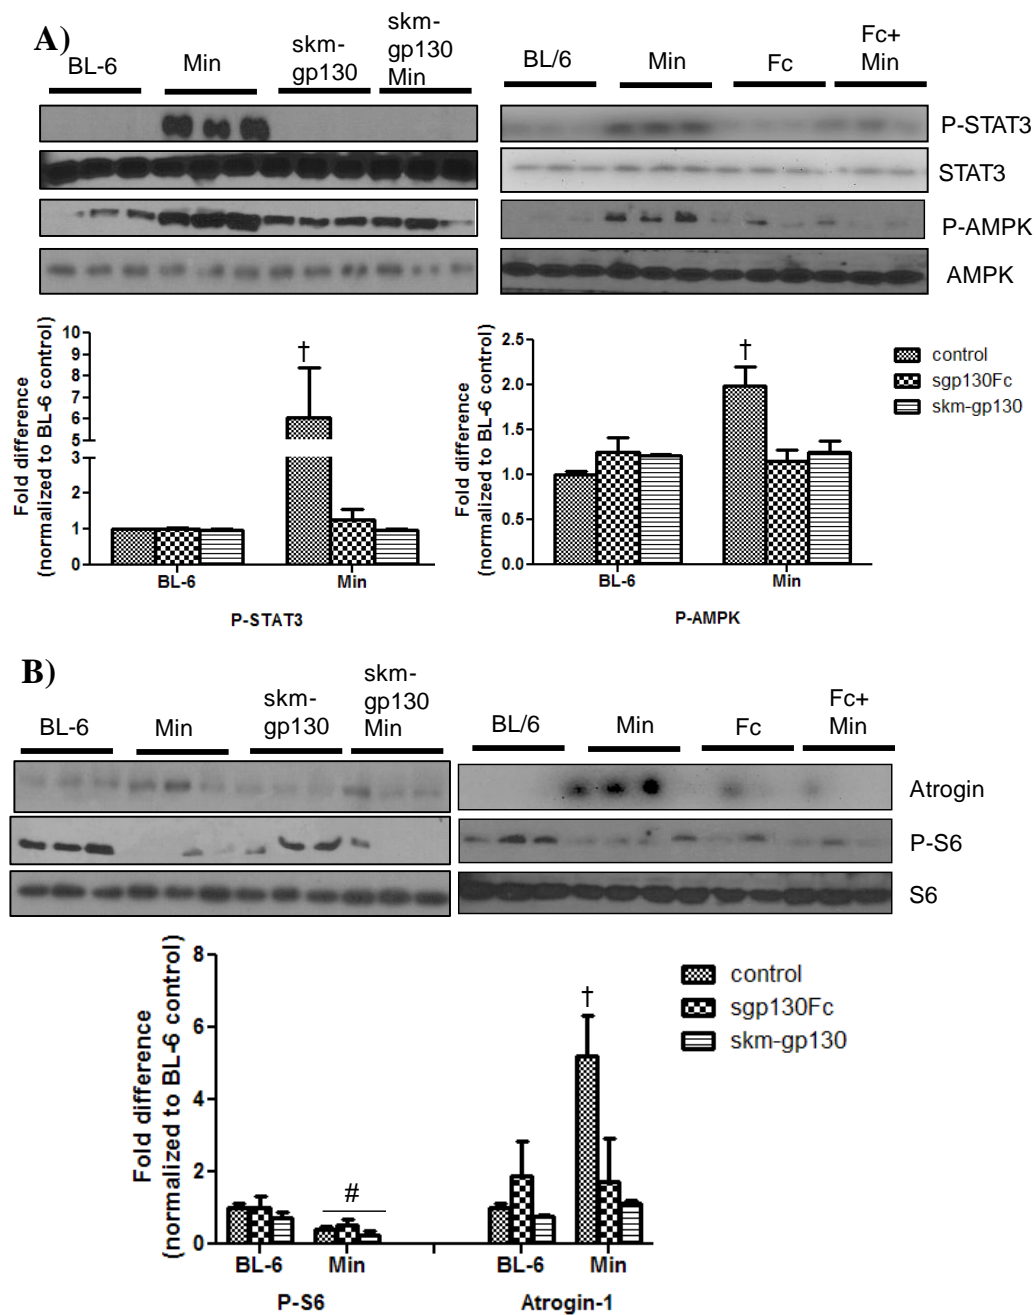 A)
BL-6
Min
skm-
gp130
skm-
gp130
Min
BL/6
Min
Fc
Fc+
Min
P-STAT3
STAT3
P-AMPK
AMPK
Fold difference
(normalized to BL-6 control)
10
9
8
7
6
5
3
2
1
0
†
BL-6
Min
P-STAT3
Fold difference
(normalized to BL-6 control)
2.5
2.0
1.5
1.0
0.5
0.0
†
BL-6
Min
P-AMPK
control
sgp130Fc
skm-gp130
B)
BL-6
Min
skm-
gp130
skm-
gp130
Min
BL/6
Min
Fc
Fc+
Min
Atrogin
P-S6
S6
Fold difference
(normalized to BL-6 control)
8
6
4
2
0
#
†
BL-6
Min
BL-6
Min
P-S6
Atrogin-1
control
sgp130Fc
skm-gp130